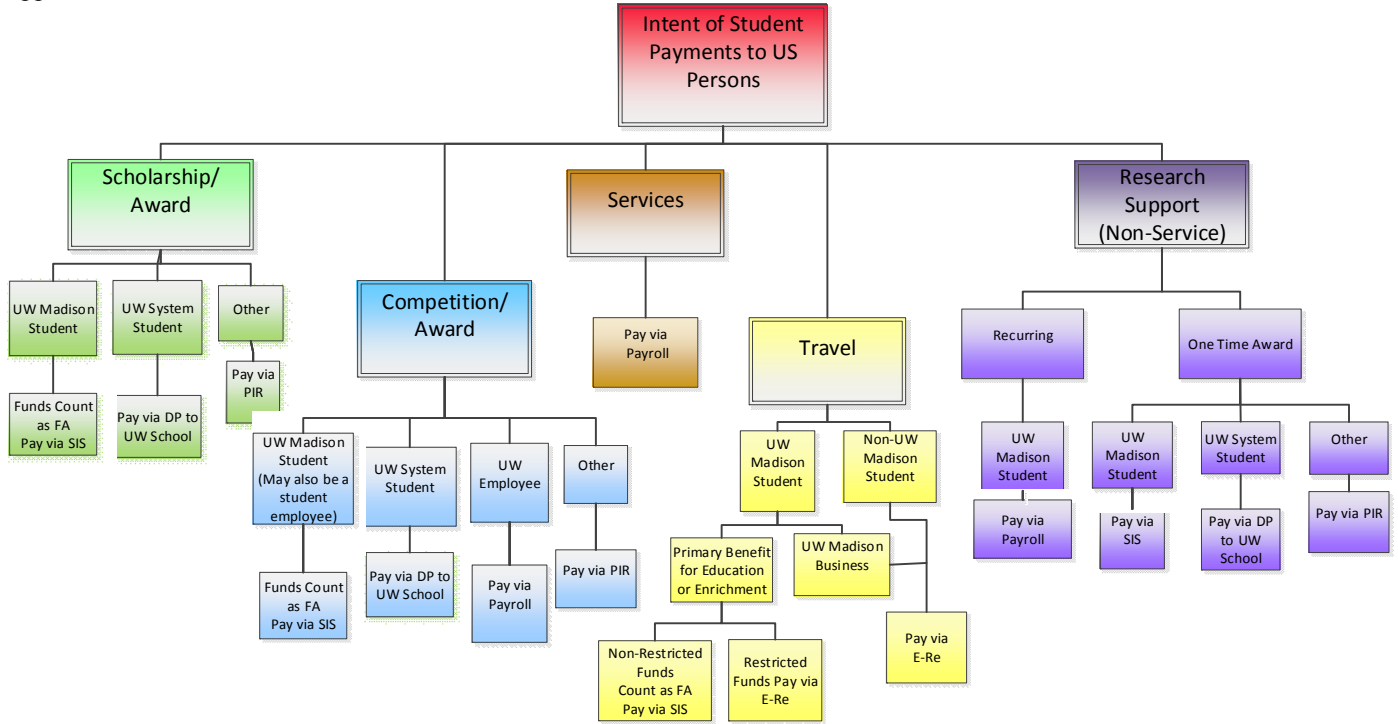 Intent of Student
Payments to US
Persons
Scholarship/
Award
UW Madison
Student
Funds Count
as FA
Pay via SIS
UW System
Student
Pay via DP to
UW School
Other
Pay via
PIR
Competition/
Award
UW Madison
Student
(May also be a
student
employee)
Funds Count
as FA
Pay via SIS
UW System
Student
Pay via DP to
UW School
UW
Employee
Pay via
Payroll
Other
Pay via PIR
Services
Pay via
Payroll
Travel
UW
Madison
Student
Primary Benefit
for Education
or Enrichment
Non-Restricted
Funds
Count as FA
Pay via SIS
Restricted
Funds Pay via
E-Re
UW Madison
Business
Non-UW
Madison
Student
Pay via
E-Re
Research
Support
(Non-Service)
Recurring
UW
Madison
Student
Pay via
Payroll
One Time Award
UW
Madison
Student
Pay via
SIS
UW System
Student
Pay via DP
to UW
School
Other
Pay via PIR